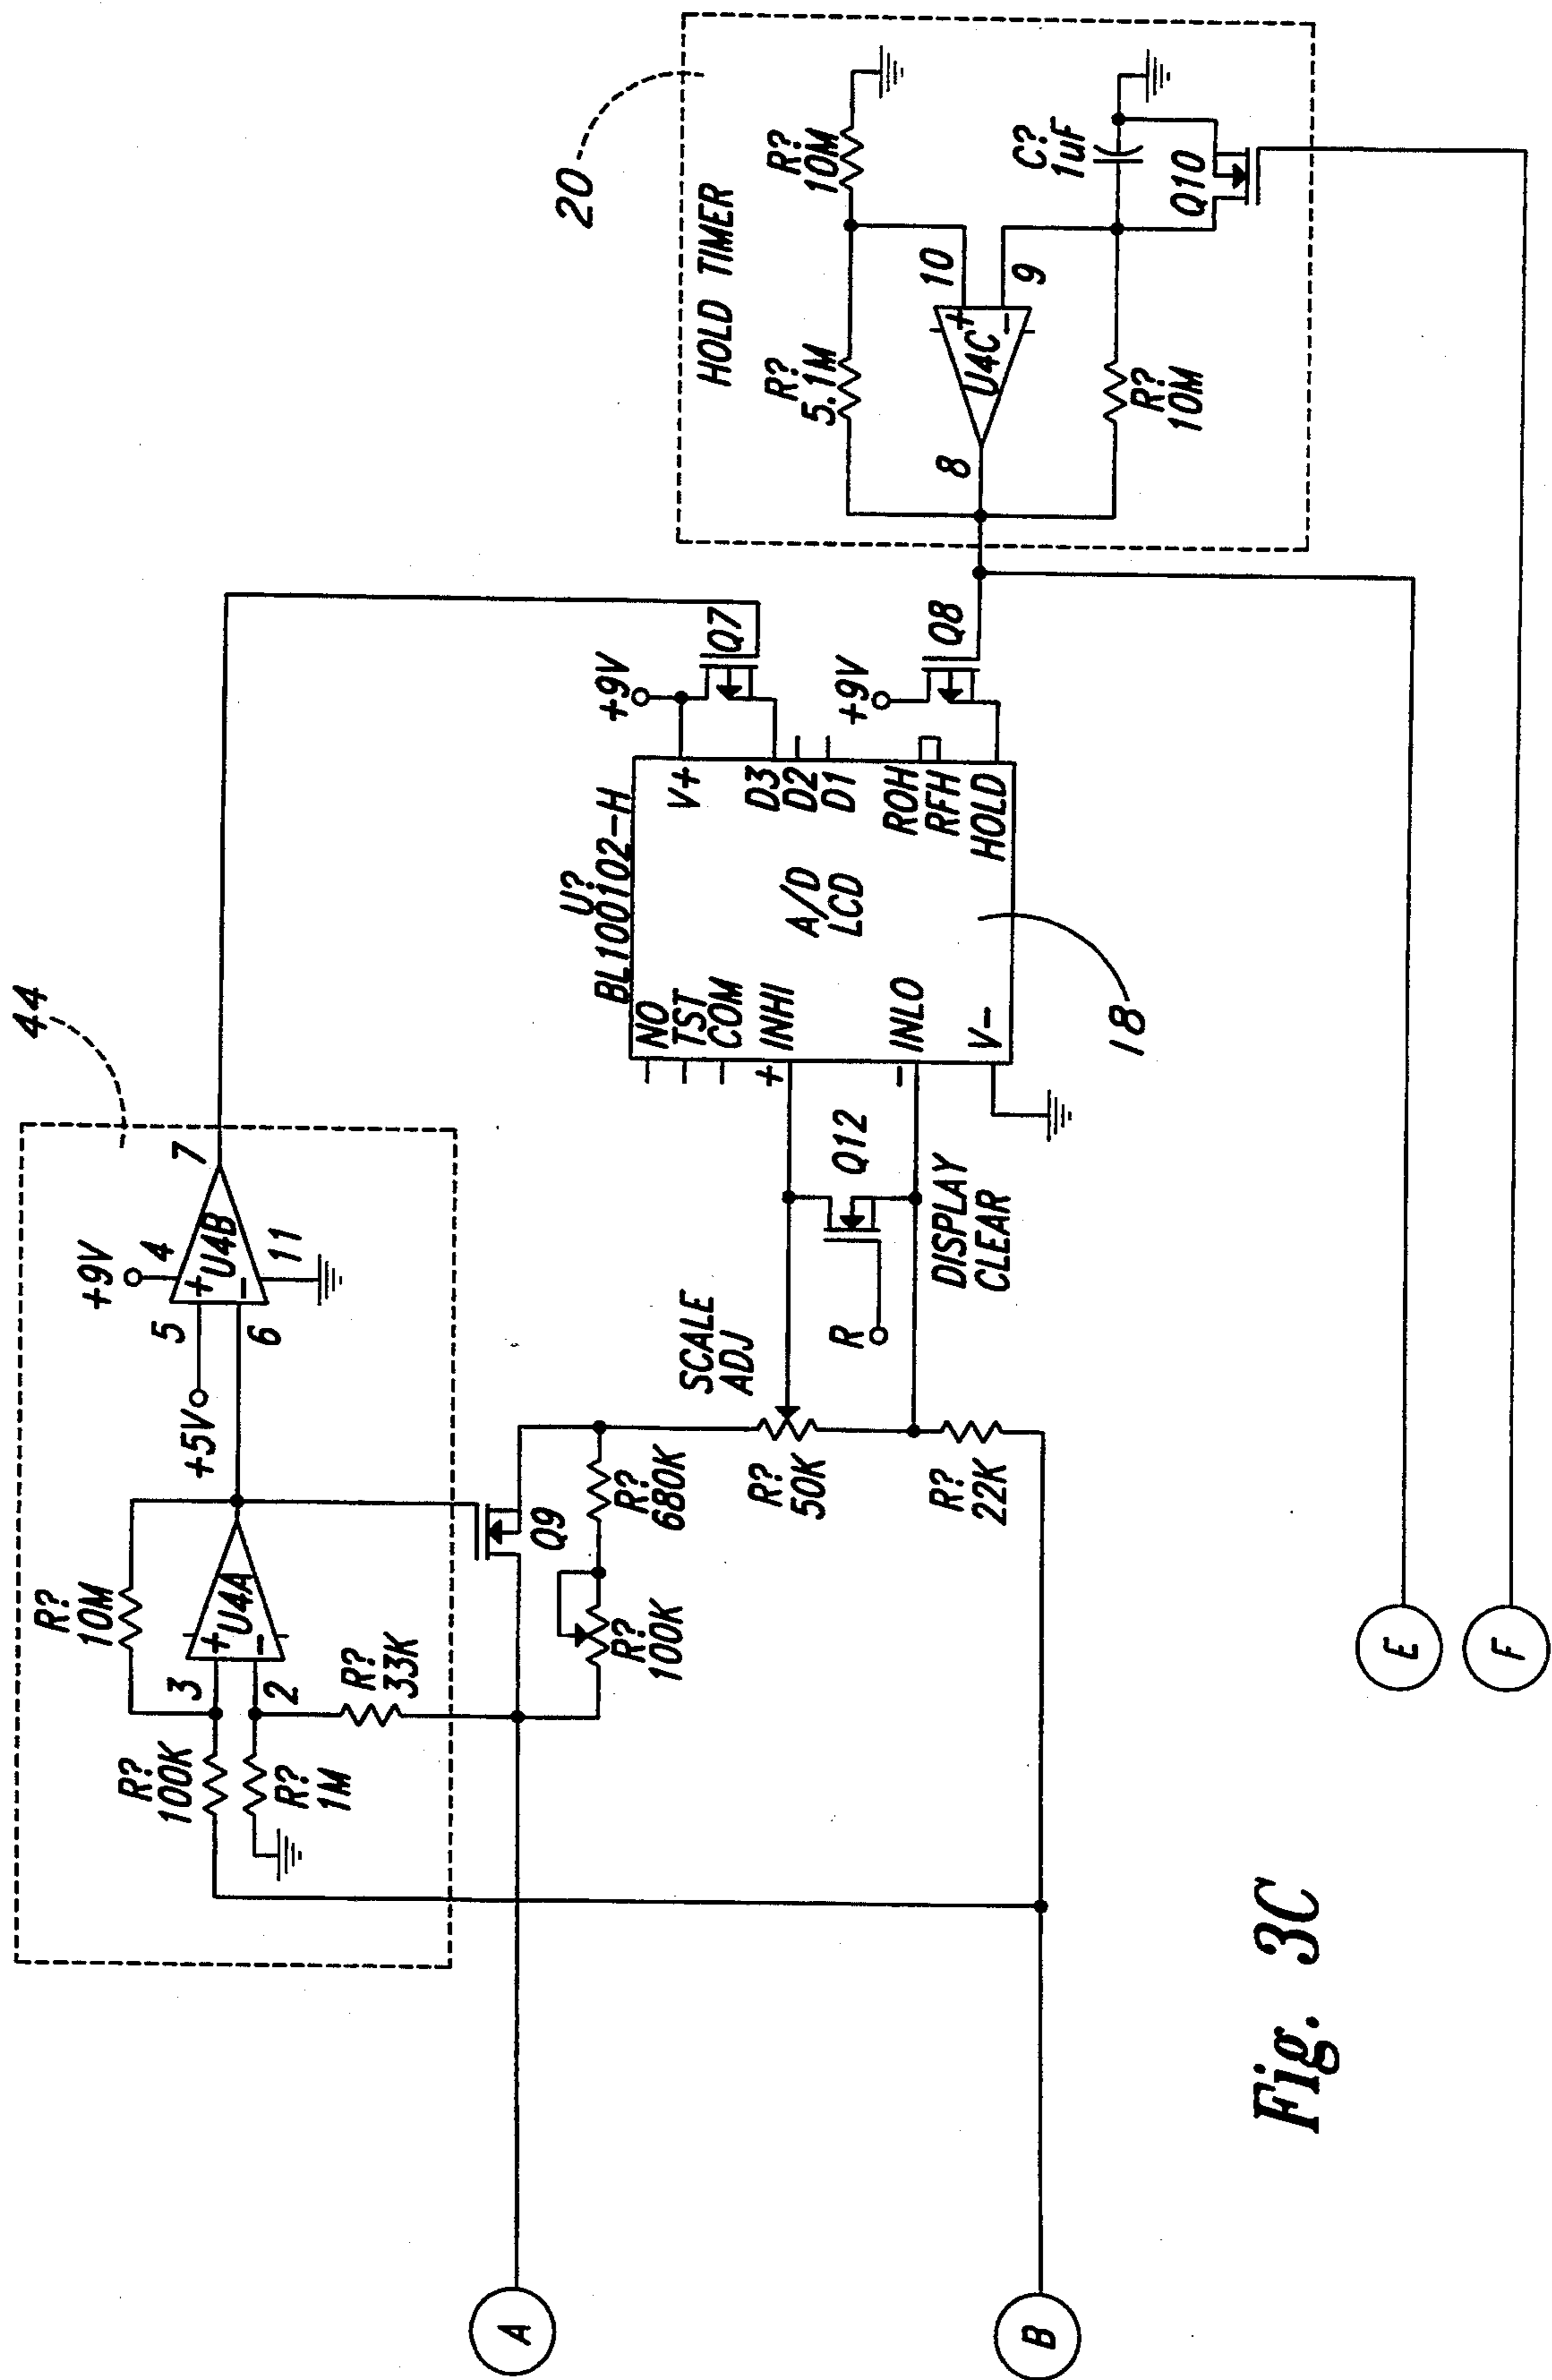 44
R?
10M
3
2
U4A
+
-
R?
100K
R?
1M
R?
33K
+9V
4
5
6
+5V
U4B
+
-
11
7
A
Q9
R?
680K
R?
100K
SCALE
ADJ
R?
50K
R?
22K
R
Q12
DISPLAY
CLEAR
B
U?
BL100102-H
NO
TST
COM
+
INHI
-
INLO
V-
A/D
LCD
V+
D3
D2
D1
ROH
RFH
HOLD
18
+9V
Q7
+9V
Q8
20
HOLD TIMER
R?
5.1M
R?
10M
8
U4C
+
-
10
9
R?
10M
C?
1uF
Q10
E
F
Fig. 3C